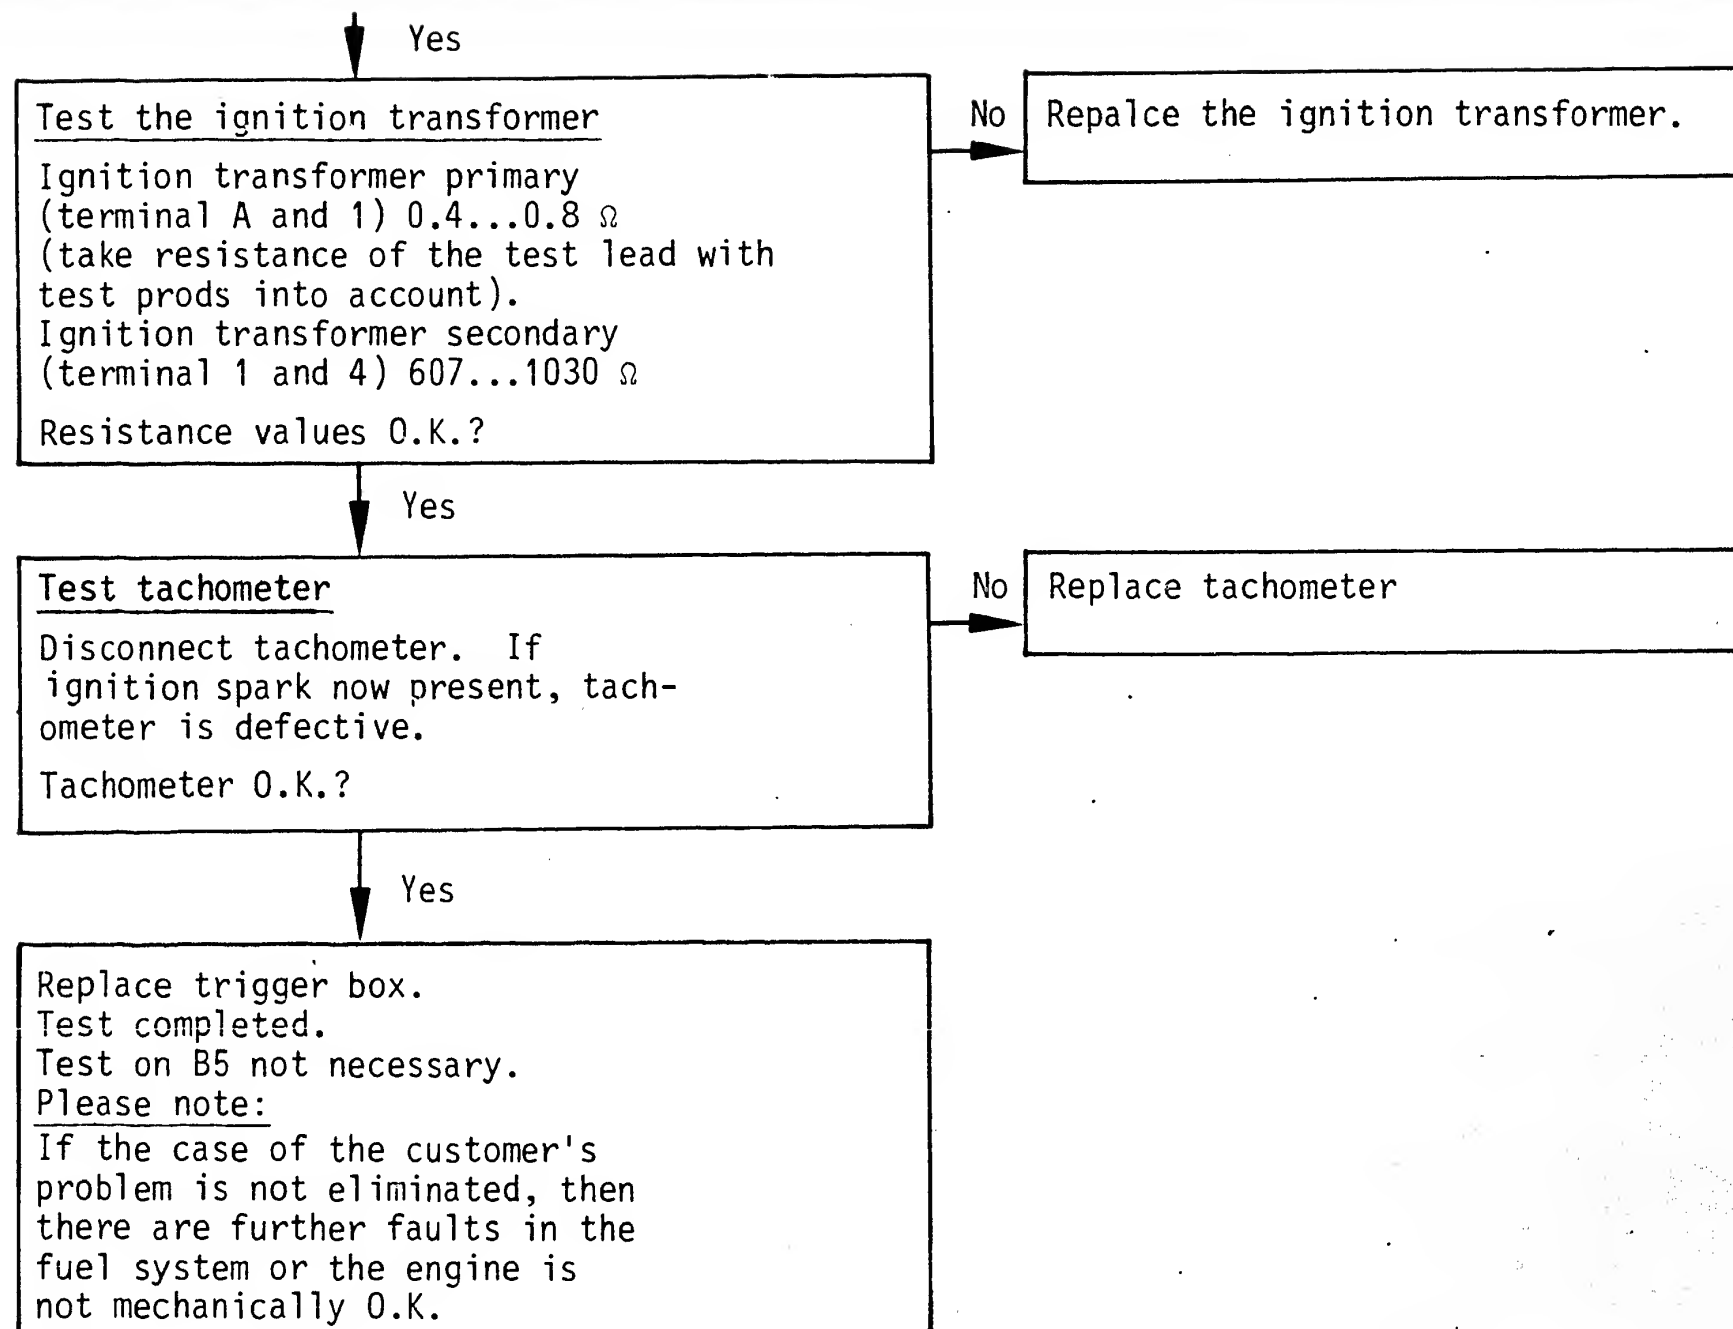 Yes
Test the ignition transformer
Ignition transformer primary
(terminal A and 1) 0.4...0.8 Ω
(take resistance of the test lead with
test prods into account).
Ignition transformer secondary
(terminal 1 and 4) 607...1030 Ω
Resistance values O.K.?
No
Repalce the ignition transformer.
Yes
Test tachometer
Disconnect tachometer. If
ignition spark now present, tach-
ometer is defective.
Tachometer O.K.?
No
Replace tachometer
Yes
Replace trigger box.
Test completed.
Test on B5 not necessary.
Please note:
If the case of the customer's
problem is not eliminated, then
there are further faults in the
fuel system or the engine is
not mechanically O.K.